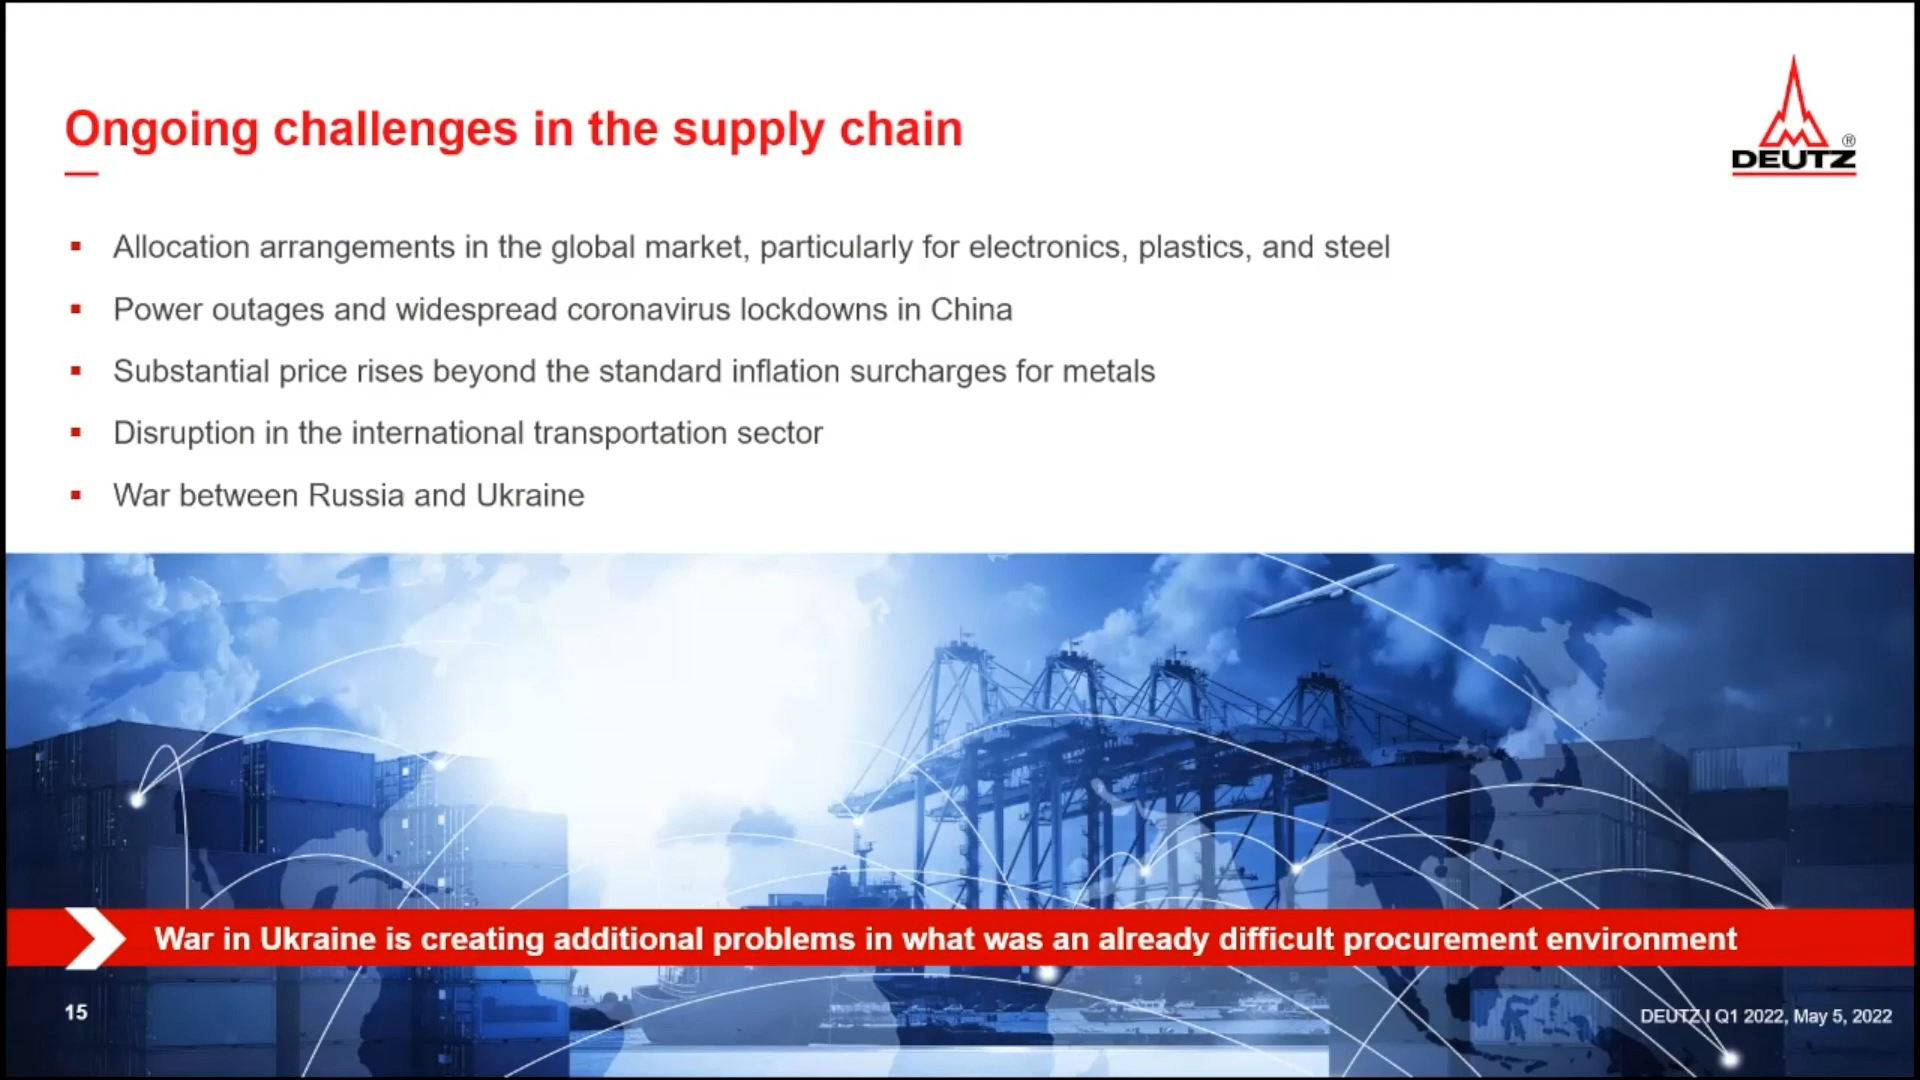 Ongoing challenges in the supply chain
DEUTZ®
Allocation arrangements in the global market, particularly for electronics, plastics, and steel
Power outages and widespread coronavirus lockdowns in China
Substantial price rises beyond the standard inflation surcharges for metals
Disruption in the international transportation sector
War between Russia and Ukraine
War in Ukraine is creating additional problems in what was an already difficult procurement environment
15
DEUTZ I Q1 2022, May 5, 2022